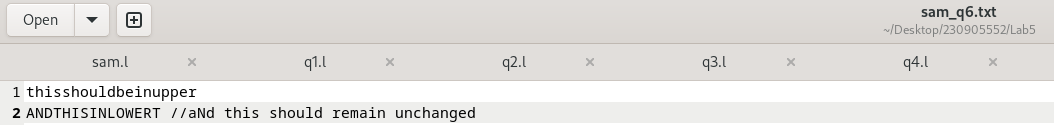 Open
sam_q6.txt
~/Desktop/230905552/Lab5
sam.l × q1.l × q2.l × q3.l × q4.l ×
1 thisshouldbeinupper
2 ANDTHISINLOWERT //aNd this should remain unchanged